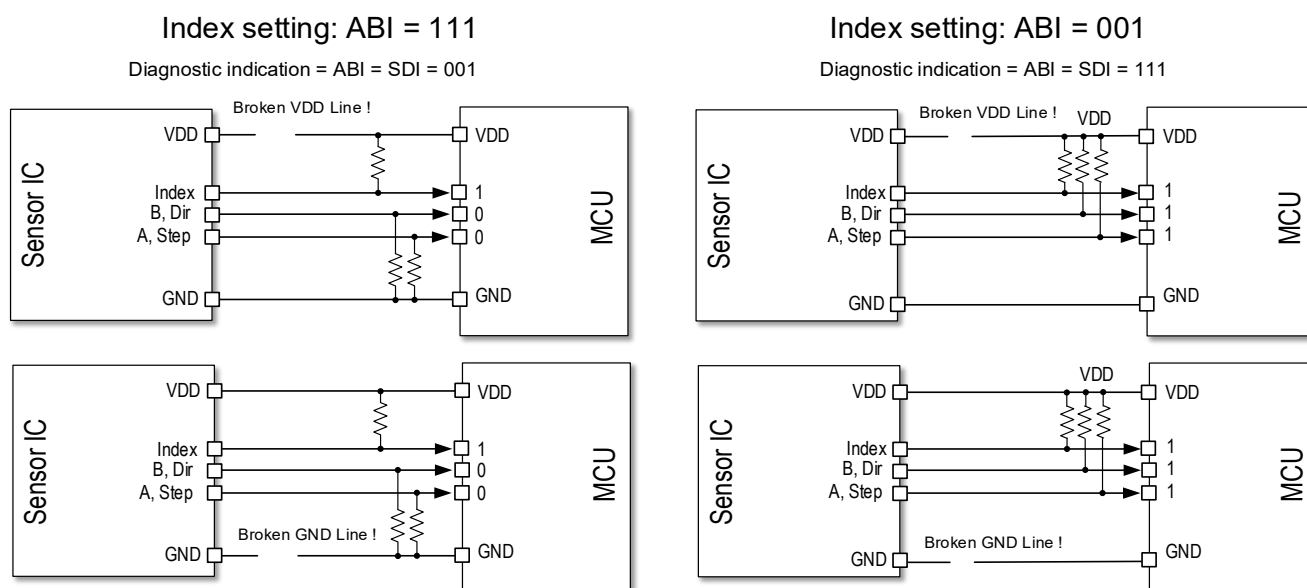 Index setting: ABI = 111
Diagnostic indication = ABI = SDI = 001
Sensor IC
Broken VDD Line !
VDD
VDD
Index
1
B, Dir
0
A, Step
0
MCU
GND
GND
Sensor IC
VDD
VDD
Index
1
B, Dir
0
A, Step
0
MCU
Broken GND Line !
GND
GND
Index setting: ABI = 001
Diagnostic indication = ABI = SDI = 111
Sensor IC
Broken VDD Line !
VDD
VDD
VDD
Index
1
B, Dir
1
A, Step
1
MCU
GND
GND
Sensor IC
VDD
VDD
VDD
Index
1
B, Dir
1
A, Step
1
MCU
Broken GND Line !
GND
GND